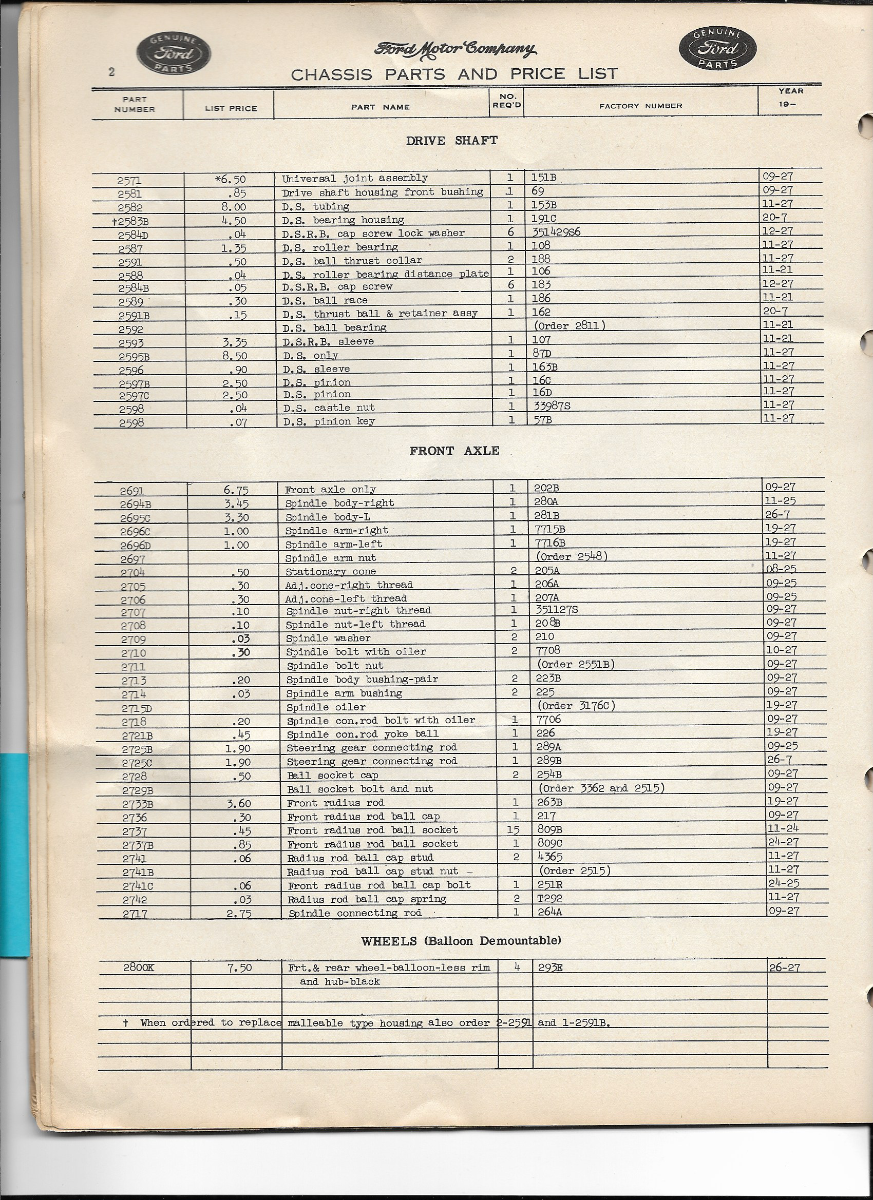 GENUINE Ford PARTS
Ford Motor Company
GENUINE Ford PARTS
2
CHASSIS PARTS AND PRICE LIST
PART NUMBER LIST PRICE PART NAME NO. REQ'D FACTORY NUMBER YEAR 19—
DRIVE SHAFT
2571 *6.50 Universal joint assembly 1 151B 09-27
2581 .85 Drive shaft housing front bushing 1 69 09-27
2582 8.00 D.S. tubing 1 153B 11-27
†2583B 4.50 D.S. bearing housing 1 191C 20-7
2584D .04 D.S.R.B. cap screw lock washer 6 351429S6 12-27
2587 1.35 D.S. roller bearing 1 108 11-27
2591 .50 D.S. ball thrust collar 2 188 11-27
2588 .04 D.S. roller bearing distance plate 1 106 11-21
2584B .05 D.S.R.B. cap screw 6 183 12-27
2589 .30 D.S. ball race 1 186 11-21
2591B .15 D.S. thrust ball & retainer assy 1 162 20-7
2592 D.S. ball bearing (Order 2811) 11-21
2593 3.35 D.S.R.B. sleeve 1 107 11-21
2595B 8.50 D.S. only 1 87D 11-27
2596 .90 D.S. sleeve 1 163B 11-27
2597B 2.50 D.S. pinion 1 16C 11-27
2597C 2.50 D.S. pinion 1 16D 11-27
2598 .04 D.S. castle nut 1 33987S 11-27
2598 .07 D.S. pinion key 1 57B 11-27
FRONT AXLE
2691 6.75 Front axle only 1 202B 09-27
2694B 3.45 Spindle body-right 1 280A 11-25
2695C 3.30 Spindle body-L 1 281B 26-7
2696C 1.00 Spindle arm-right 1 7715B 19-27
2696D 1.00 Spindle arm-left 1 7716B 19-27
2697 Spindle arm nut (Order 2548) 11-27
2704 .50 Stationary cone 2 205A 08-25
2705 .30 Adj.cone-right thread 1 206A 09-25
2706 .30 Adj.cone-left thread 1 207A 09-25
2707 .10 Spindle nut-right thread 1 351127S 09-27
2708 .10 Spindle nut-left thread 1 208B 09-27
2709 .03 Spindle washer 2 210 09-27
2710 .30 Spindle bolt with oiler 2 7708 10-27
2711 Spindle bolt nut (Order 2551B) 09-27
2713 .20 Spindle body bushing-pair 2 223B 09-27
2714 .03 Spindle arm bushing 2 225 09-27
2715D Spindle oiler (Order 3176C) 19-27
2718 .20 Spindle con.rod bolt with oiler 1 7706 09-27
2721B .45 Spindle con.rod yoke ball 1 226 19-27
2725B 1.90 Steering gear connecting rod 1 289A 09-25
2725C 1.90 Steering gear connecting rod 1 289B 26-7
2728 .50 Ball socket cap 2 254B 09-27
2729B Ball socket bolt and nut (Order 3362 and 2515) 09-27
2733B 3.60 Front radius rod 1 263B 19-27
2736 .30 Front radius rod ball cap 1 217 09-27
2737 .45 Front radius rod ball socket 15 809B 11-24
2737B .85 Front radius rod ball socket 1 809C 24-27
2741 .06 Radius rod ball cap stud 2 4365 11-27
2741B Radius rod ball cap stud nut - (Order 2515) 11-27
2741C .06 Front radius rod ball cap bolt 1 251R 24-25
2742 .03 Radius rod ball cap spring 2 T292 11-27
2717 2.75 Spindle connecting rod 1 264A 09-27
WHEELS (Balloon Demountable)
2800K 7.50 Frt.& rear wheel-balloon-less rim 4 293E 26-27
and hub-black
† When ordered to replace malleable type housing also order 2-2591 and 1-2591B.